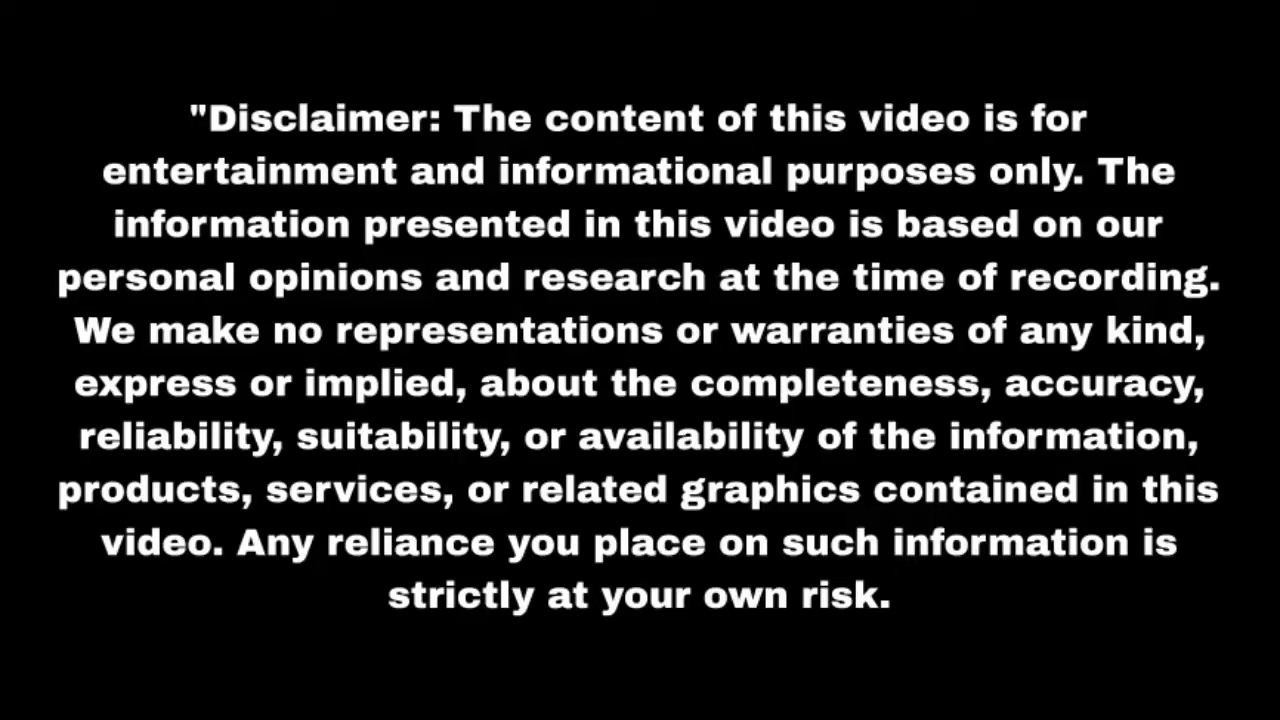 "Disclaimer: The content of this video is for
entertainment and informational purposes only. The
information presented in this video is based on our
personal opinions and research at the time of recording.
We make no representations or warranties of any kind,
express or implied, about the completeness, accuracy,
reliability, suitability, or availability of the information,
products, services, or related graphics contained in this
video. Any reliance you place on such information is
strictly at your own risk.